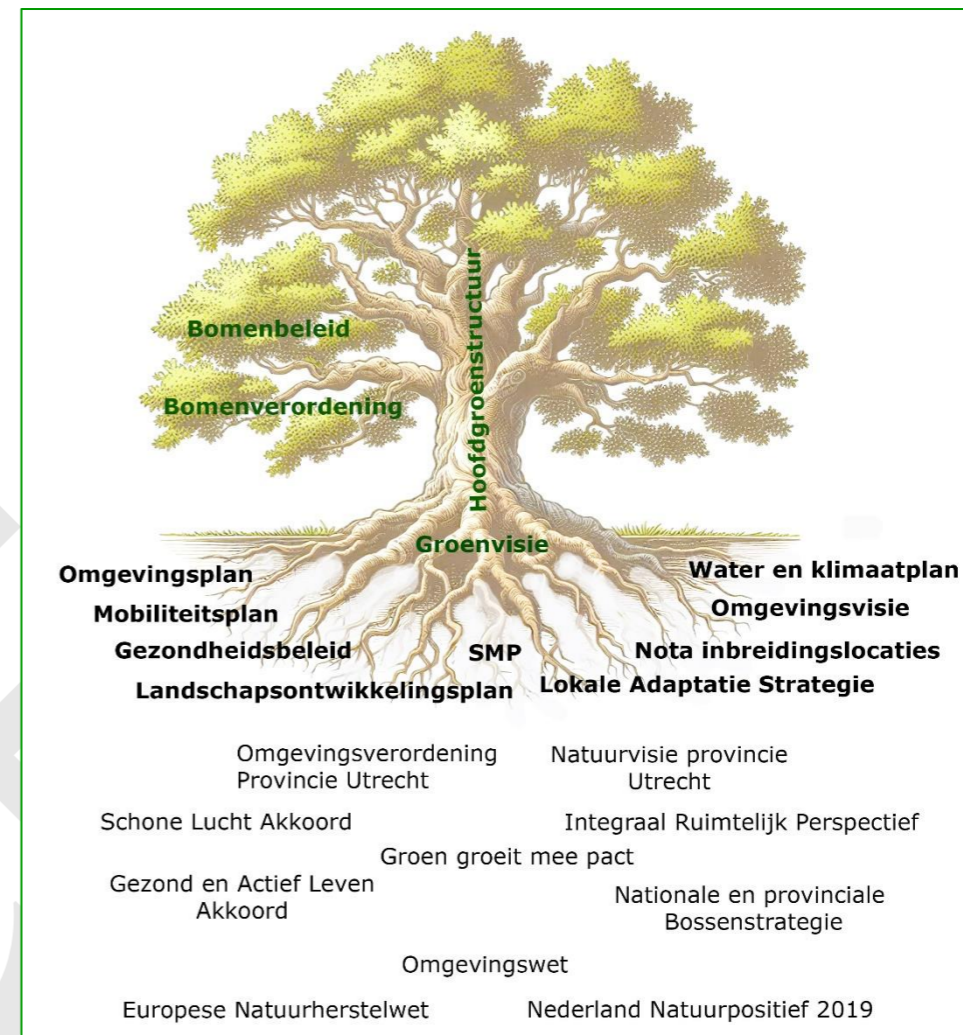 Bomenbeleid
Bomenverordening
Hoofdgroenstructuur
Groenvisie
Omgevingsplan
Water en klimaatplan
Mobiliteitsplan
Omgevingsvisie
Gezondheidsbeleid
SMP
Nota inbreidingslocaties
Landschapsontwikkelingsplan
Lokale Adaptatie Strategie
Omgevingsverordening
Provincie Utrecht
Natuurvisie provincie
Utrecht
Schone Lucht Akkoord
Integraal Ruimtelijk Perspectief
Groen groeit mee pact
Gezond en Actief Leven
Akkoord
Nationale en provinciale
Bossenstrategie
Omgevingswet
Europese Natuurherstelwet
Nederland Natuurpositief 2019